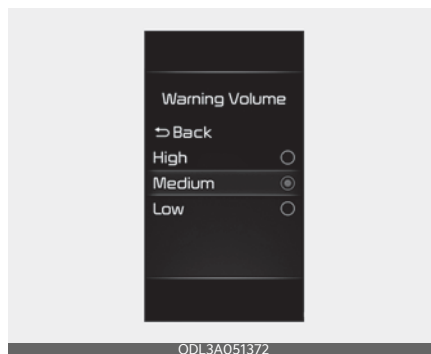 Warning Volume
Back
High
Medium
Low
ODL3A051372